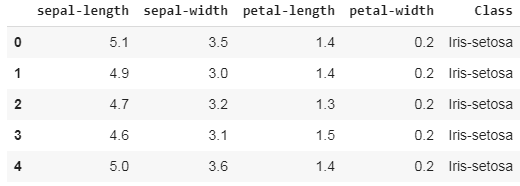 sepal-length sepal-width petal-length petal-width Class
0 5.1 3.5 1.4 0.2 Iris-setosa
1 4.9 3.0 1.4 0.2 Iris-setosa
2 4.7 3.2 1.3 0.2 Iris-setosa
3 4.6 3.1 1.5 0.2 Iris-setosa
4 5.0 3.6 1.4 0.2 Iris-setosa